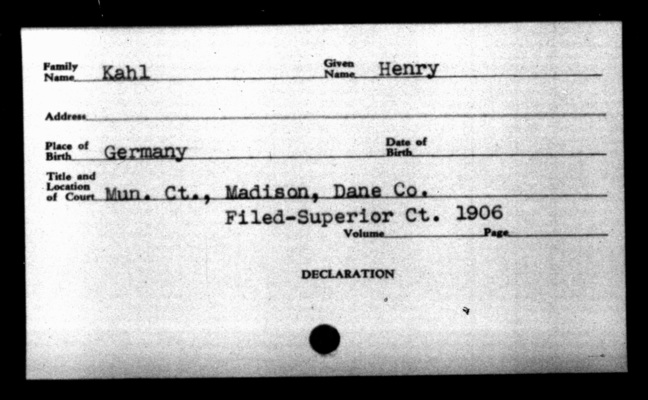 Family Name Kahl Given Name Henry
Address
Place of Birth Germany Date of Birth
Title and Location of Court Mun. Ct., Madison, Dane Co.
Filed-Superior Ct. 1906
Volume Page
DECLARATION